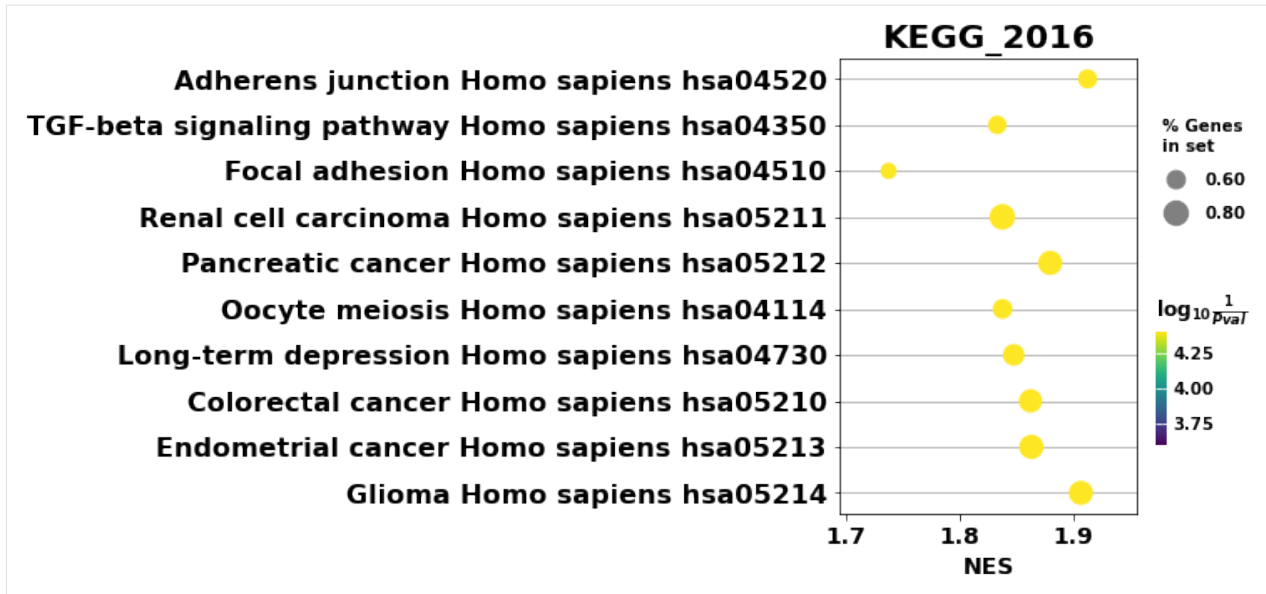 KEGG_2016
Adherens junction Homo sapiens hsa04520
TGF-beta signaling pathway Homo sapiens hsa04350
Focal adhesion Homo sapiens hsa04510
Renal cell carcinoma Homo sapiens hsa05211
Pancreatic cancer Homo sapiens hsa05212
Oocyte meiosis Homo sapiens hsa04114
Long-term depression Homo sapiens hsa04730
Colorectal cancer Homo sapiens hsa05210
Endometrial cancer Homo sapiens hsa05213
Glioma Homo sapiens hsa05214
1.7 1.8 1.9
NES
% Genes
in set
0.60
0.80
log₁₀ 1/Pval
4.25
4.00
3.75